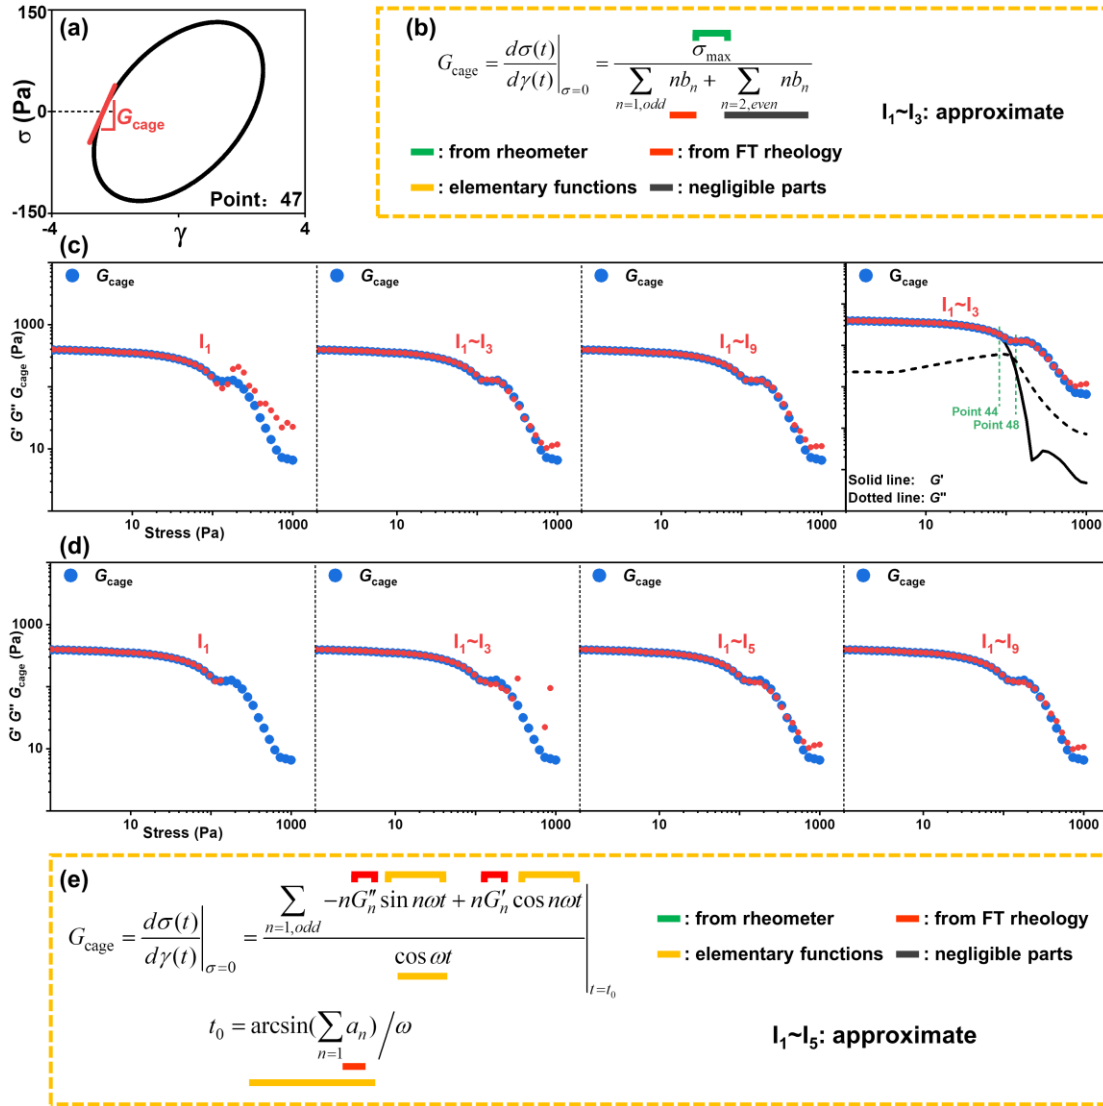 (a)
150
0
-150
σ (Pa)
G_cage
Point: 47
-4
γ
4
(b)
G_cage = dσ(t)/dγ(t)|_{σ=0} = σ_max / (∑_{n=1,odd} nb_n + ∑_{n=2,even} nb_n)
I₁~I₃: approximate
: from rheometer
: from FT rheology
: elementary functions
: negligible parts
(c)
G' G'' G_cage (Pa)
1000
10
G_cage
I₁
G_cage
I₁~I₃
G_cage
I₁~I₉
G_cage
I₁~I₃
Point 44
Point 48
Solid line: G'
Dotted line: G''
10
1000
10
1000
10
1000
10
1000
Stress (Pa)
(d)
G' G'' G_cage (Pa)
1000
10
G_cage
I₁
G_cage
I₁~I₃
G_cage
I₁~I₅
G_cage
I₁~I₉
10
1000
10
1000
10
1000
10
1000
Stress (Pa)
(e)
G_cage = dσ(t)/dγ(t)|_{σ=0} = (∑_{n=1,odd} -nG''_n sin nωt + nG'_n cos nωt) / cos ωt |_{t=t₀}
: from rheometer
: from FT rheology
: elementary functions
: negligible parts
t₀ = arcsin(∑_{n=1} a_n)/ω
I₁~I₅: approximate